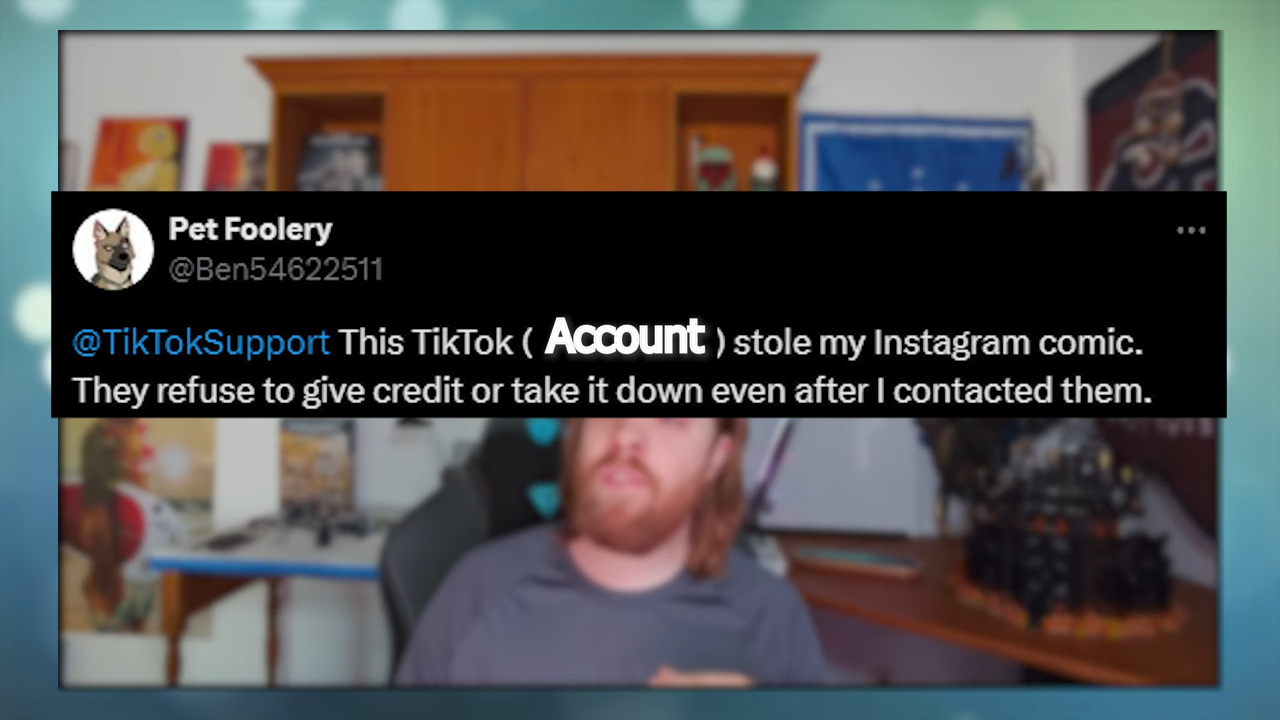 Pet Foolery
@Ben54622511
@TikTokSupport This TikTok ( Account ) stole my Instagram comic.
They refuse to give credit or take it down even after I contacted them.